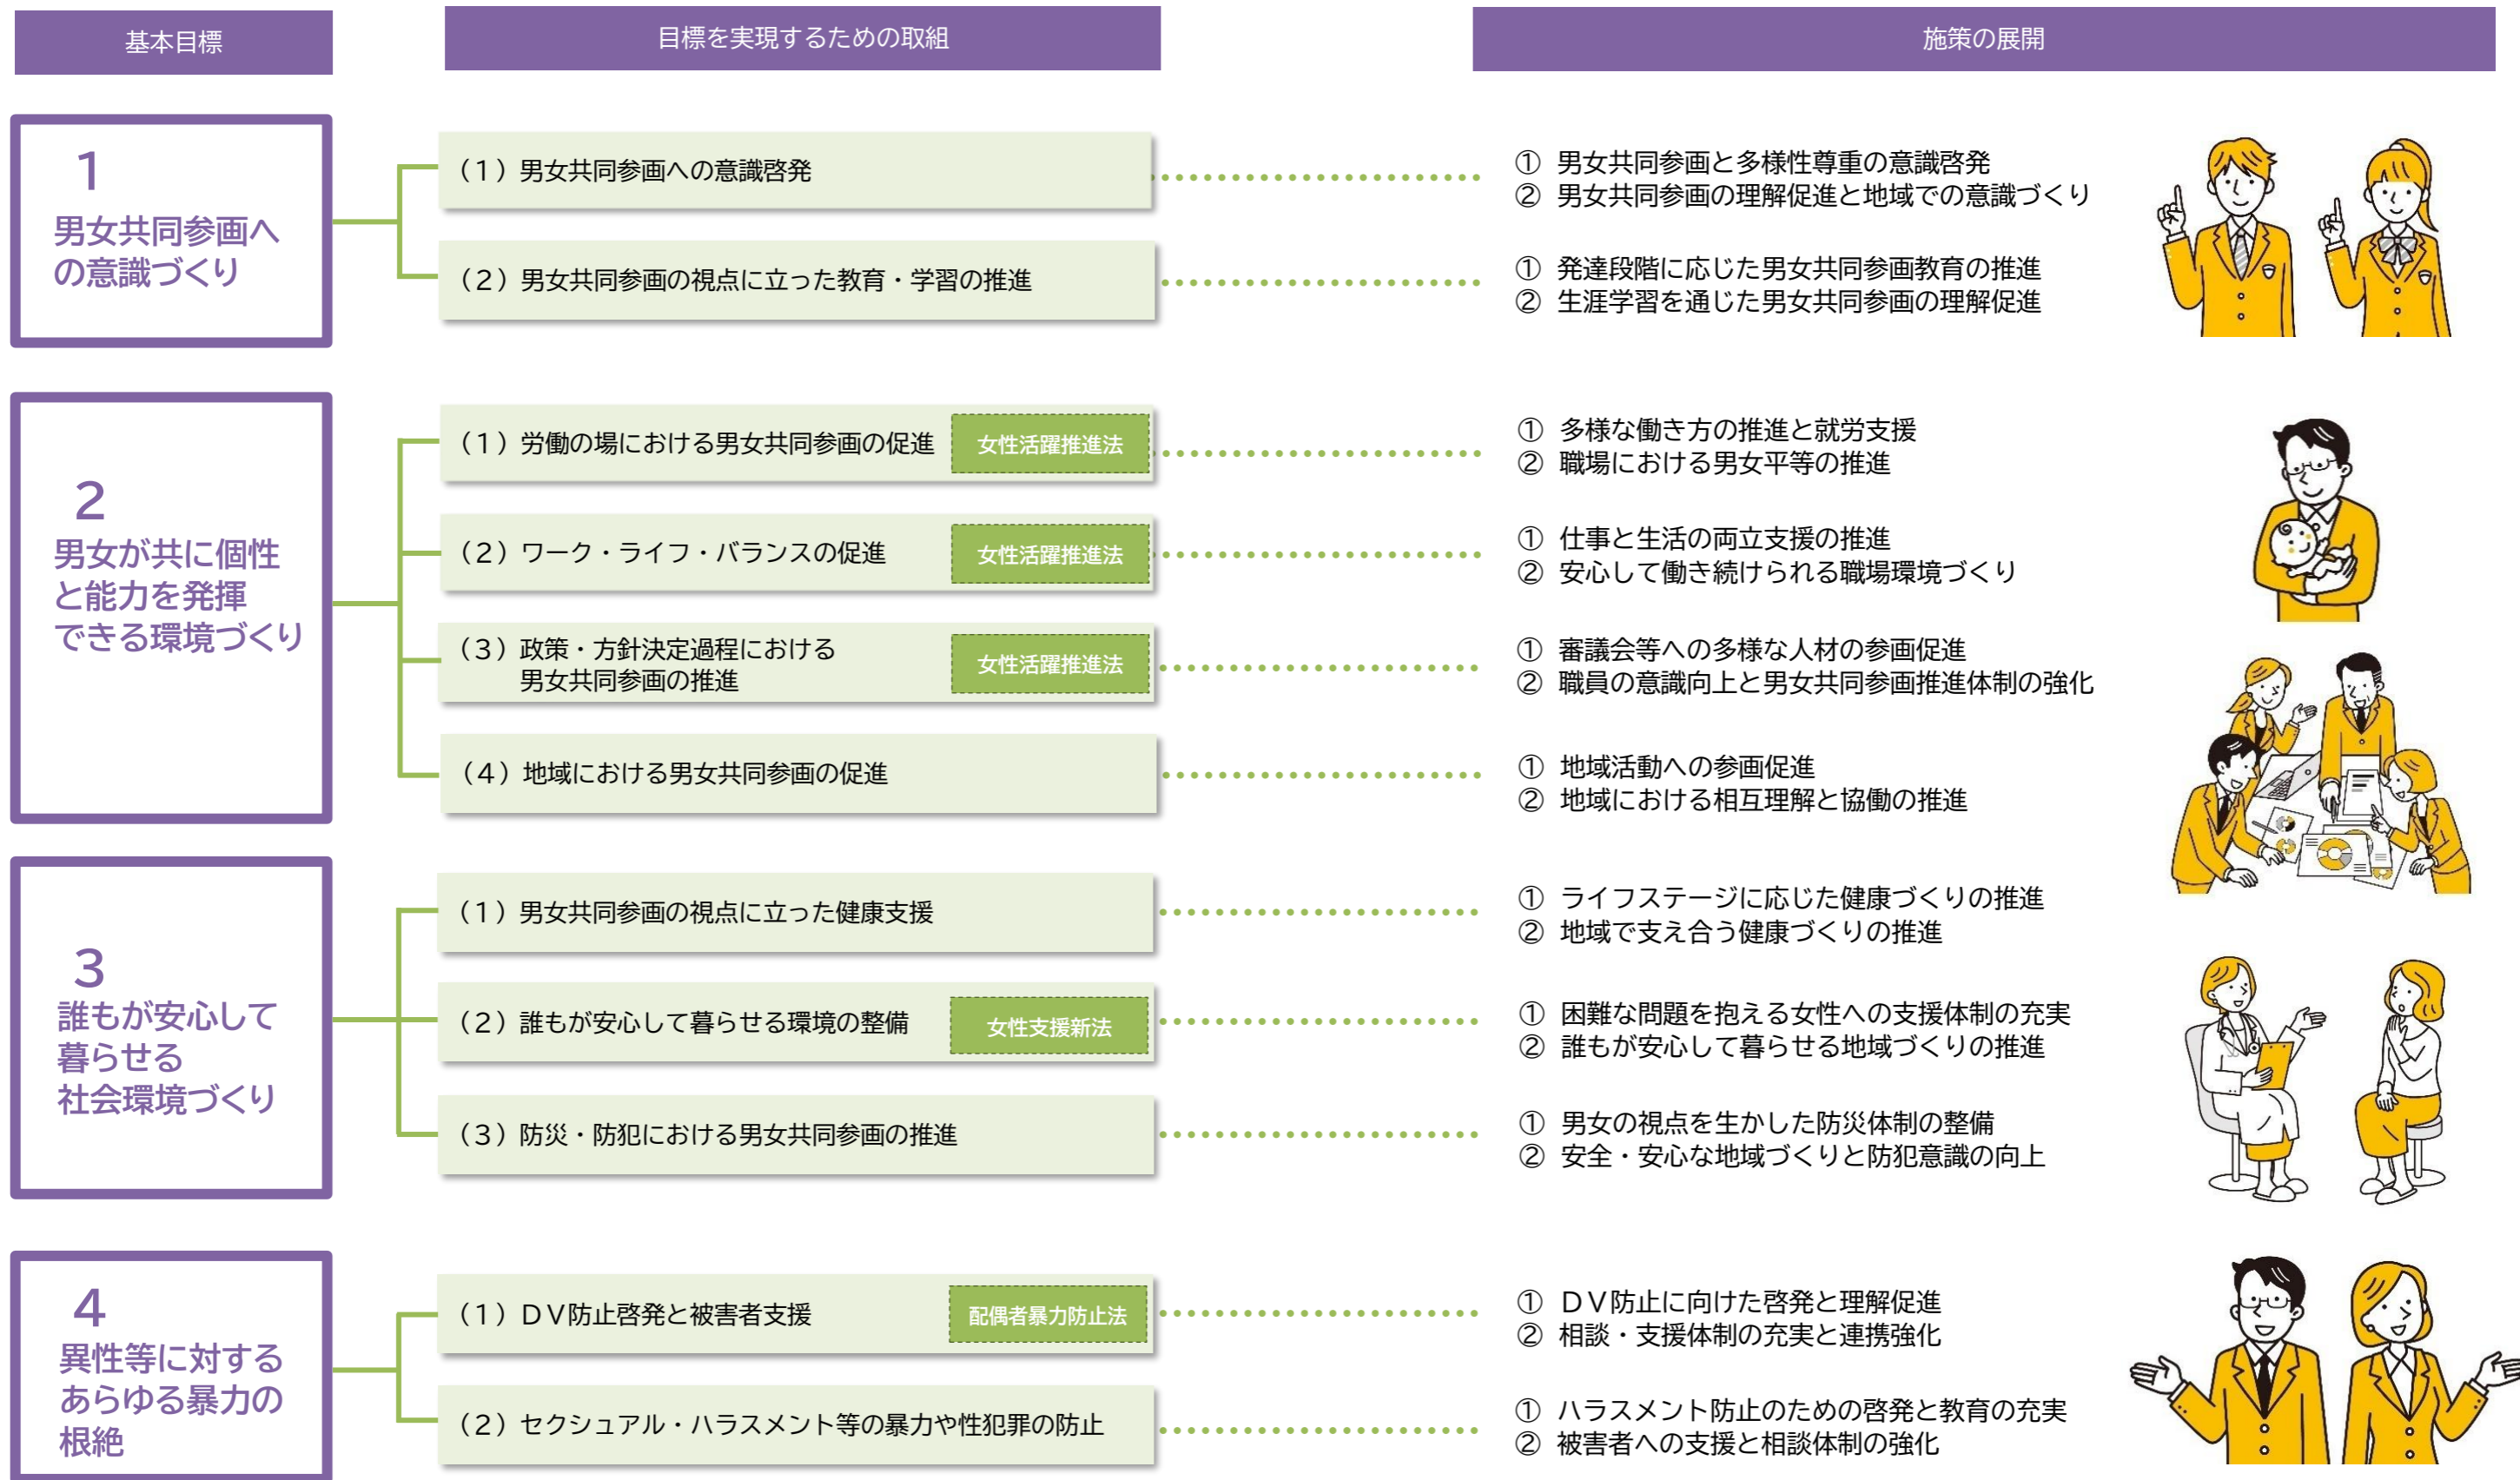 基本目標
目標を実現するための取組
施策の展開
1
男女共同参画へ
の意識づくり
（1）男女共同参画への意識啓発
① 男女共同参画と多様性尊重の意識啓発
② 男女共同参画の理解促進と地域での意識づくり
（2）男女共同参画の視点に立った教育・学習の推進
① 発達段階に応じた男女共同参画教育の推進
② 生涯学習を通じた男女共同参画の理解促進
2
男女が共に個性
と能力を発揮
できる環境づくり
（1）労働の場における男女共同参画の促進
女性活躍推進法
① 多様な働き方の推進と就労支援
② 職場における男女平等の推進
（2）ワーク・ライフ・バランスの促進
女性活躍推進法
① 仕事と生活の両立支援の推進
② 安心して働き続けられる職場環境づくり
（3）政策・方針決定過程における
男女共同参画の推進
女性活躍推進法
① 審議会等への多様な人材の参画促進
② 職員の意識向上と男女共同参画推進体制の強化
（4）地域における男女共同参画の促進
① 地域活動への参画促進
② 地域における相互理解と協働の推進
3
誰もが安心して
暮らせる
社会環境づくり
（1）男女共同参画の視点に立った健康支援
① ライフステージに応じた健康づくりの推進
② 地域で支え合う健康づくりの推進
（2）誰もが安心して暮らせる環境の整備
女性支援新法
① 困難な問題を抱える女性への支援体制の充実
② 誰もが安心して暮らせる地域づくりの推進
（3）防災・防犯における男女共同参画の推進
① 男女の視点を生かした防災体制の整備
② 安全・安心な地域づくりと防犯意識の向上
4
異性等に対する
あらゆる暴力の
根絶
（1）ＤＶ防止啓発と被害者支援
配偶者暴力防止法
① ＤＶ防止に向けた啓発と理解促進
② 相談・支援体制の充実と連携強化
（2）セクシュアル・ハラスメント等の暴力や性犯罪の防止
① ハラスメント防止のための啓発と教育の充実
② 被害者への支援と相談体制の強化